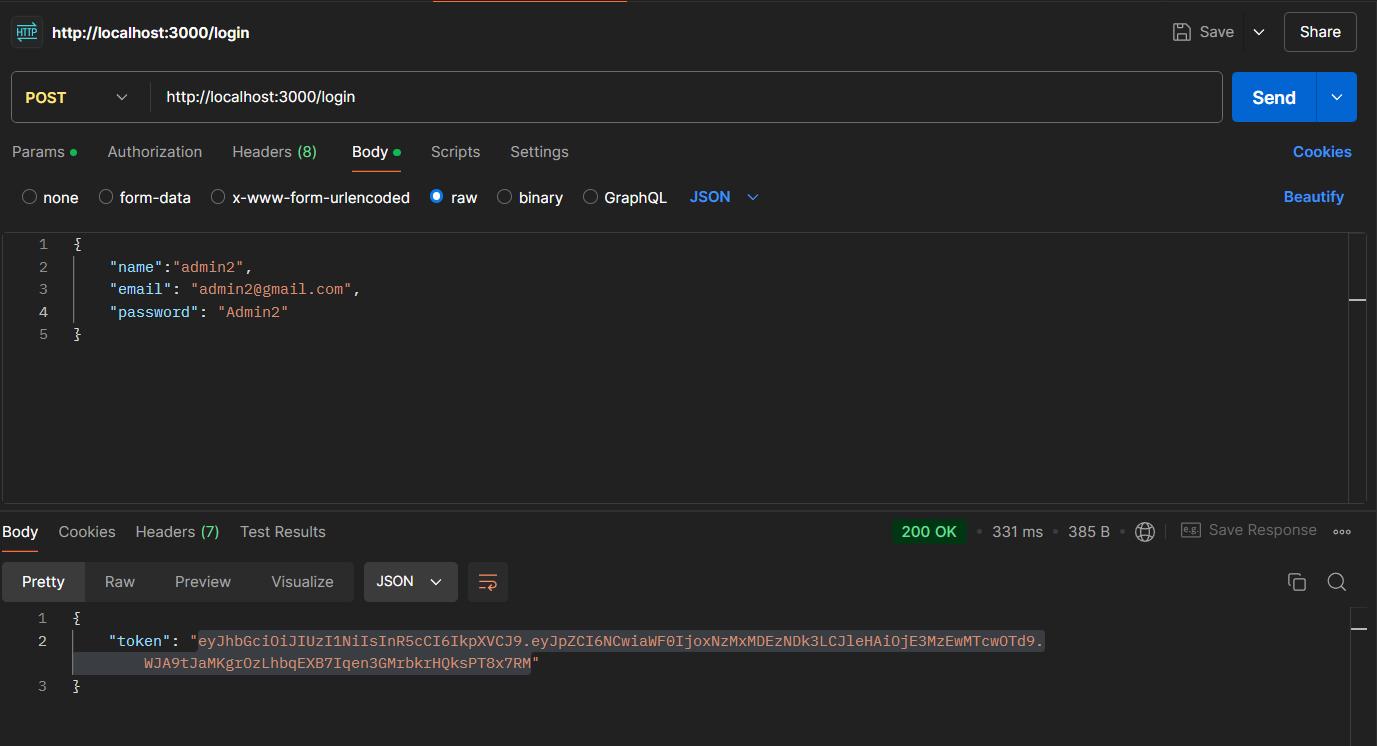 HTTP http://localhost:3000/login Save Share
POST http://localhost:3000/login Send
Params Authorization Headers (8) Body Scripts Settings Cookies
none form-data x-www-form-urlencoded raw binary GraphQL JSON Beautify
1 {
2 "name":"admin2",
3 "email": "admin2@gmail.com",
4 "password": "Admin2"
5 }
Body Cookies Headers (7) Test Results 200 OK 331 ms 385 B e.g. Save Response
Pretty Raw Preview Visualize JSON
1 {
2 "token": "eyJhbGciOiJIUzI1NiIsInR5cCI6IkpXVCJ9.eyJpZCI6NCwiaWF0IjoxNzMxMDEzNDk3LCJleHAiOjE3MzEwMTcwOTd9.
WJA9tJaMKgrOzLhbqEXB7Iqen3GMrbkrHQksPT8x7RM"
3 }